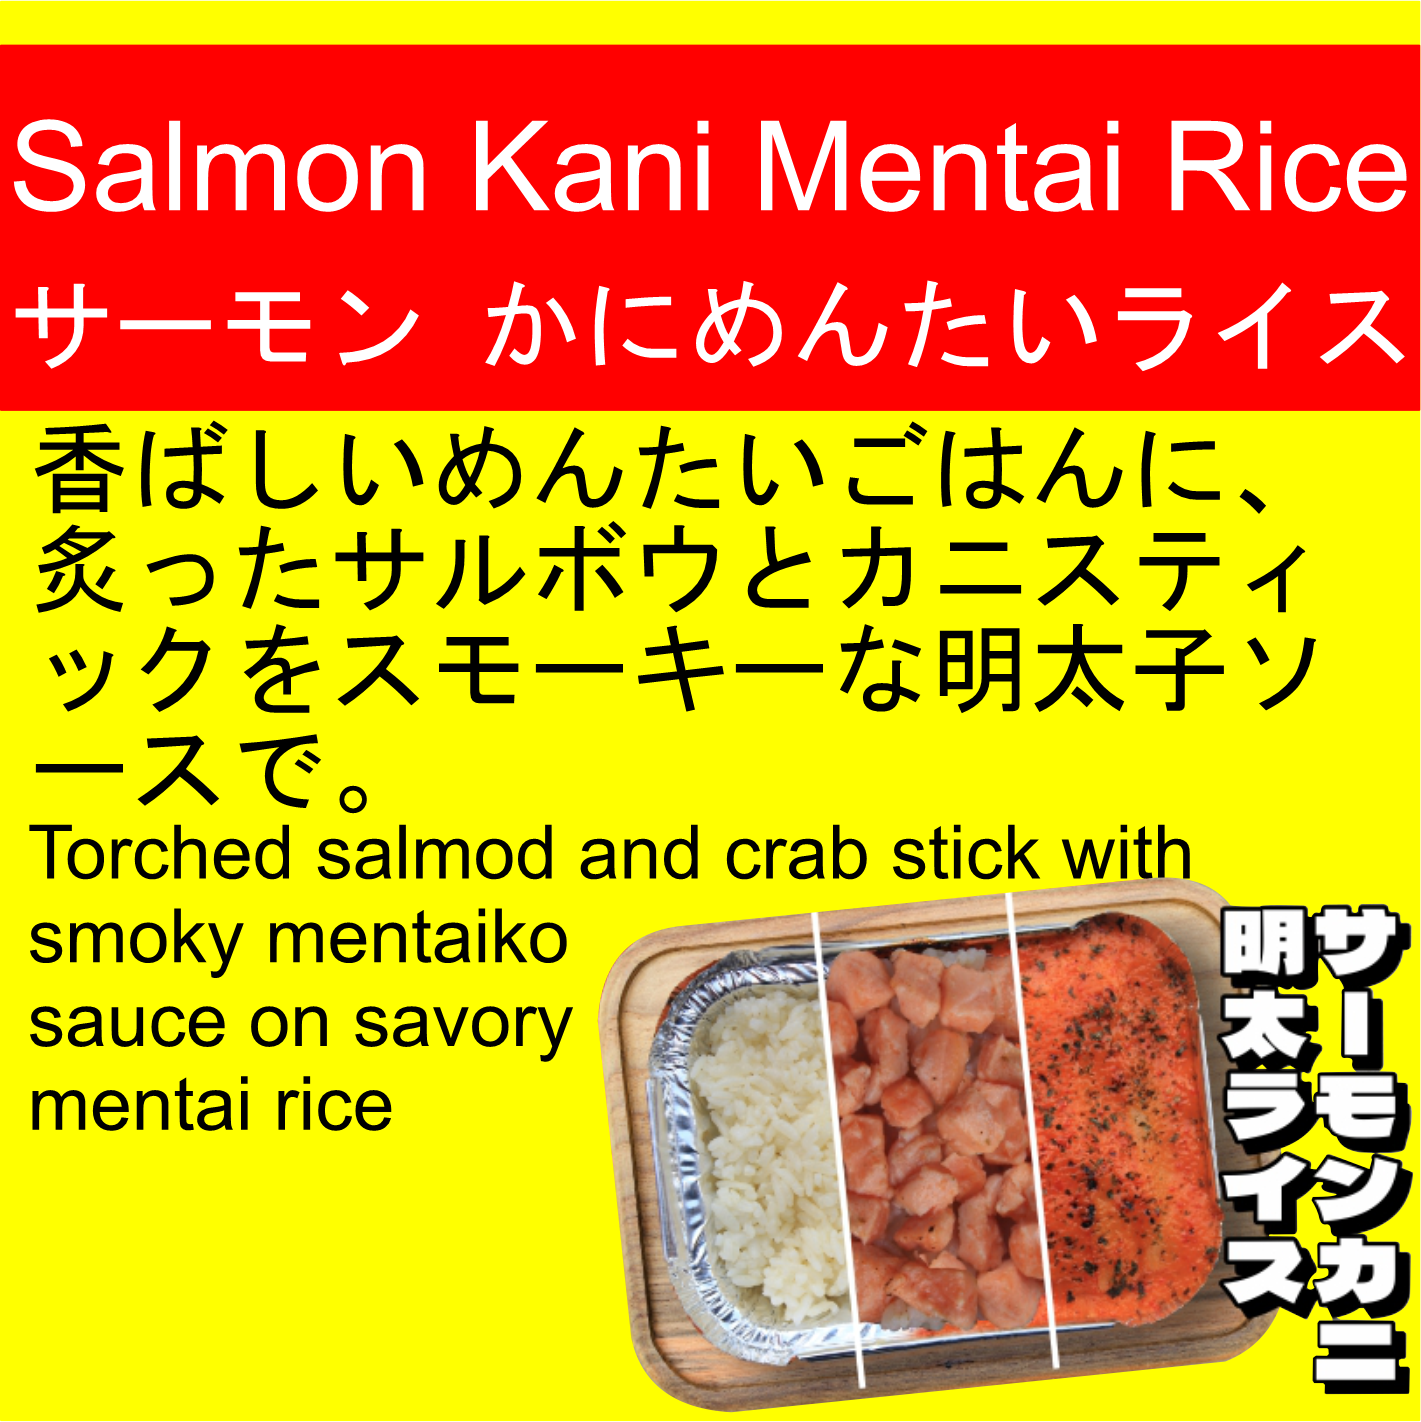 Salmon Kani Mentai Rice
サーモン かにめんたいライス
香ばしいめんたいごはんに、
炙ったサルボウとカニスティ
ックをスモーキーな明太子ソ
ースで。
Torched salmod and crab stick with
smoky mentaiko
sauce on savory
mentai rice
サーモンカニ
明太ライス